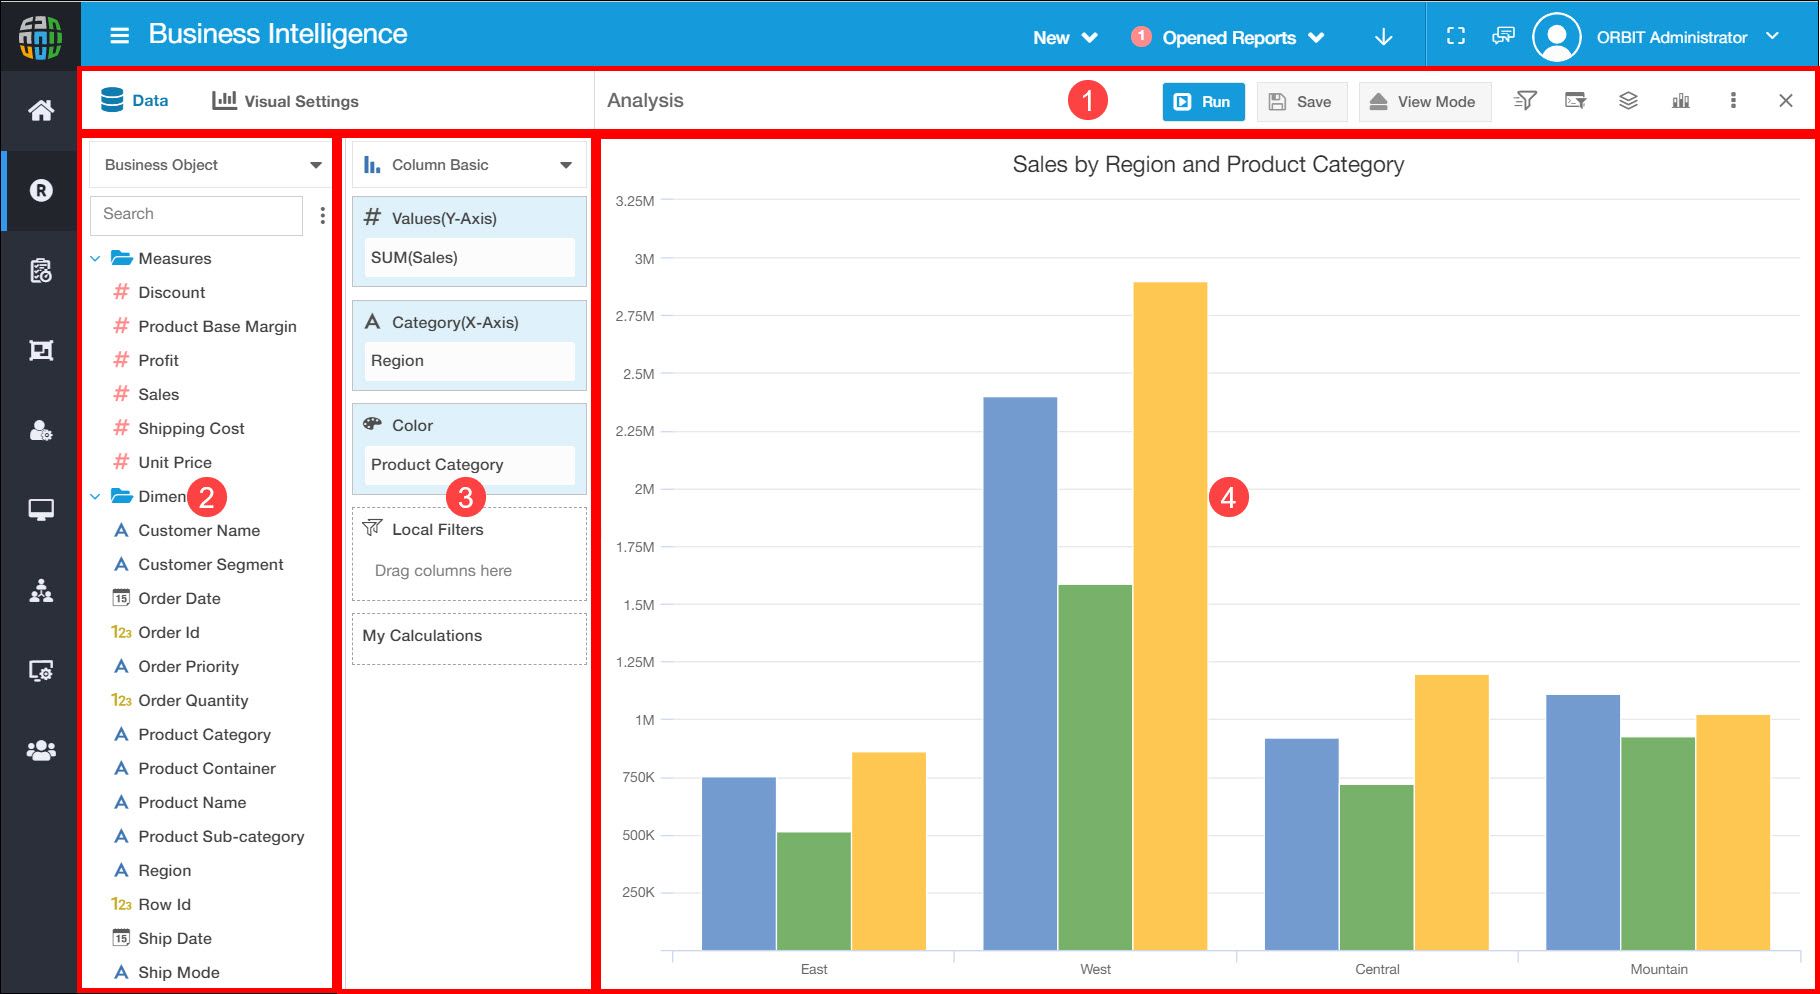 Business Intelligence
New
1
Opened Reports
ORBIT Administrator
Data
Visual Settings
Analysis
1
Run
Save
View Mode
Business Object
Search
Measures
# Discount
# Product Base Margin
# Profit
# Sales
# Shipping Cost
# Unit Price
Dimen
2
A Customer Name
A Customer Segment
15 Order Date
123 Order Id
A Order Priority
123 Order Quantity
A Product Category
A Product Container
A Product Name
A Product Sub-category
A Region
123 Row Id
15 Ship Date
A Ship Mode
Column Basic
# Values(Y-Axis)
SUM(Sales)
A Category(X-Axis)
Region
Color
Product Category
3
Local Filters
Drag columns here
My Calculations
Sales by Region and Product Category
3.25M
3M
2.75M
2.5M
2.25M
2M
1.75M
1.5M
1.25M
1M
750K
500K
250K
4
East
West
Central
Mountain
R